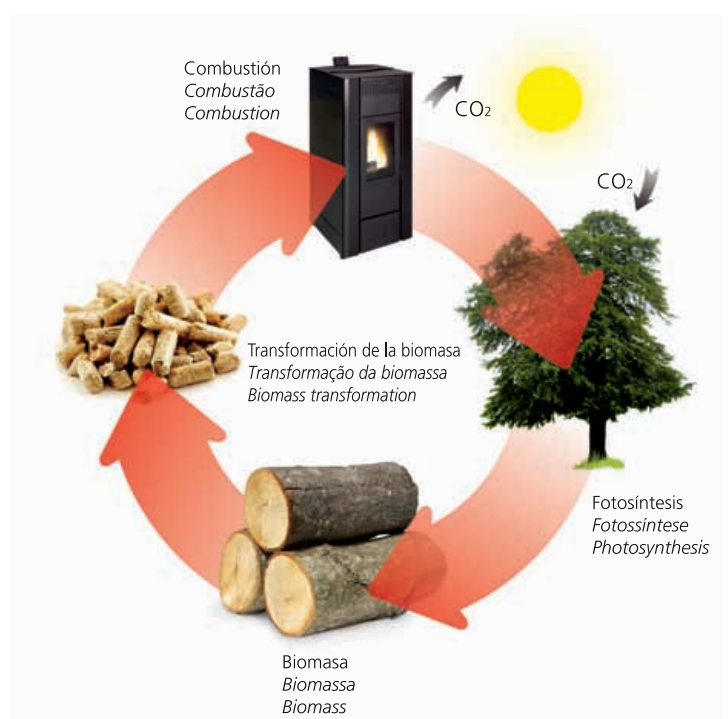 Combustión
Combustão
Combustion
CO2
CO2
Transformación de la biomasa
Transformação da biomassa
Biomass transformation
Fotosíntesis
Fotossíntese
Photosynthesis
Biomasa
Biomassa
Biomass